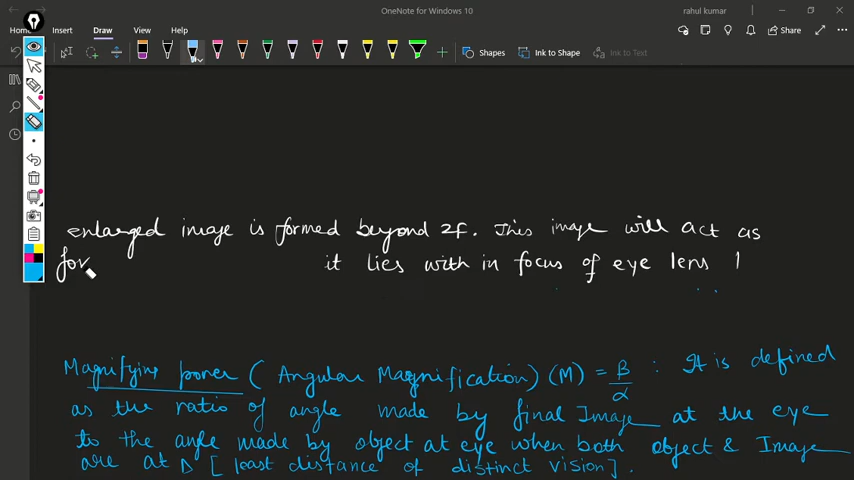 OneNote for Windows 10
rahul kumar
Home Insert Draw View Help
Share
Shapes Ink to Shape Ink to Text
enlarged image is formed beyond 2F. This image will act as
for it lies with in focus of eye lens
Magnifying power (Angular Magnification) (M) = β/α : It is defined
as the ratio of angle made by final Image at the eye
to the angle made by object at eye when both object & Image
are at D [least distance of distinct vision].